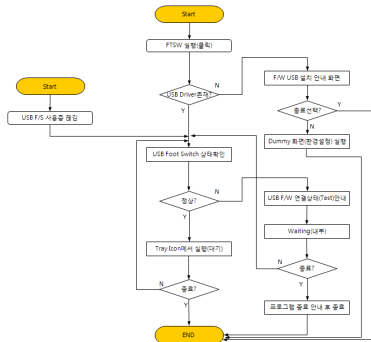 Start
FTSW 실행(클릭)
USB Driver존재?
N
Y
F/W USB 설치 안내 화면
종류선택?
Y
N
Dummy 화면(환경설정) 실행
Start
USB F/S 사용중 끊김
USB Foot Switch 상태확인
정상?
N
Y
USB F/W 연결상태(Test)안내
Waiting(내부)
Tray Icon에서 실행(대기)
종료?
N
Y
종료?
N
Y
프로그램 종료 안내 후 종료
END